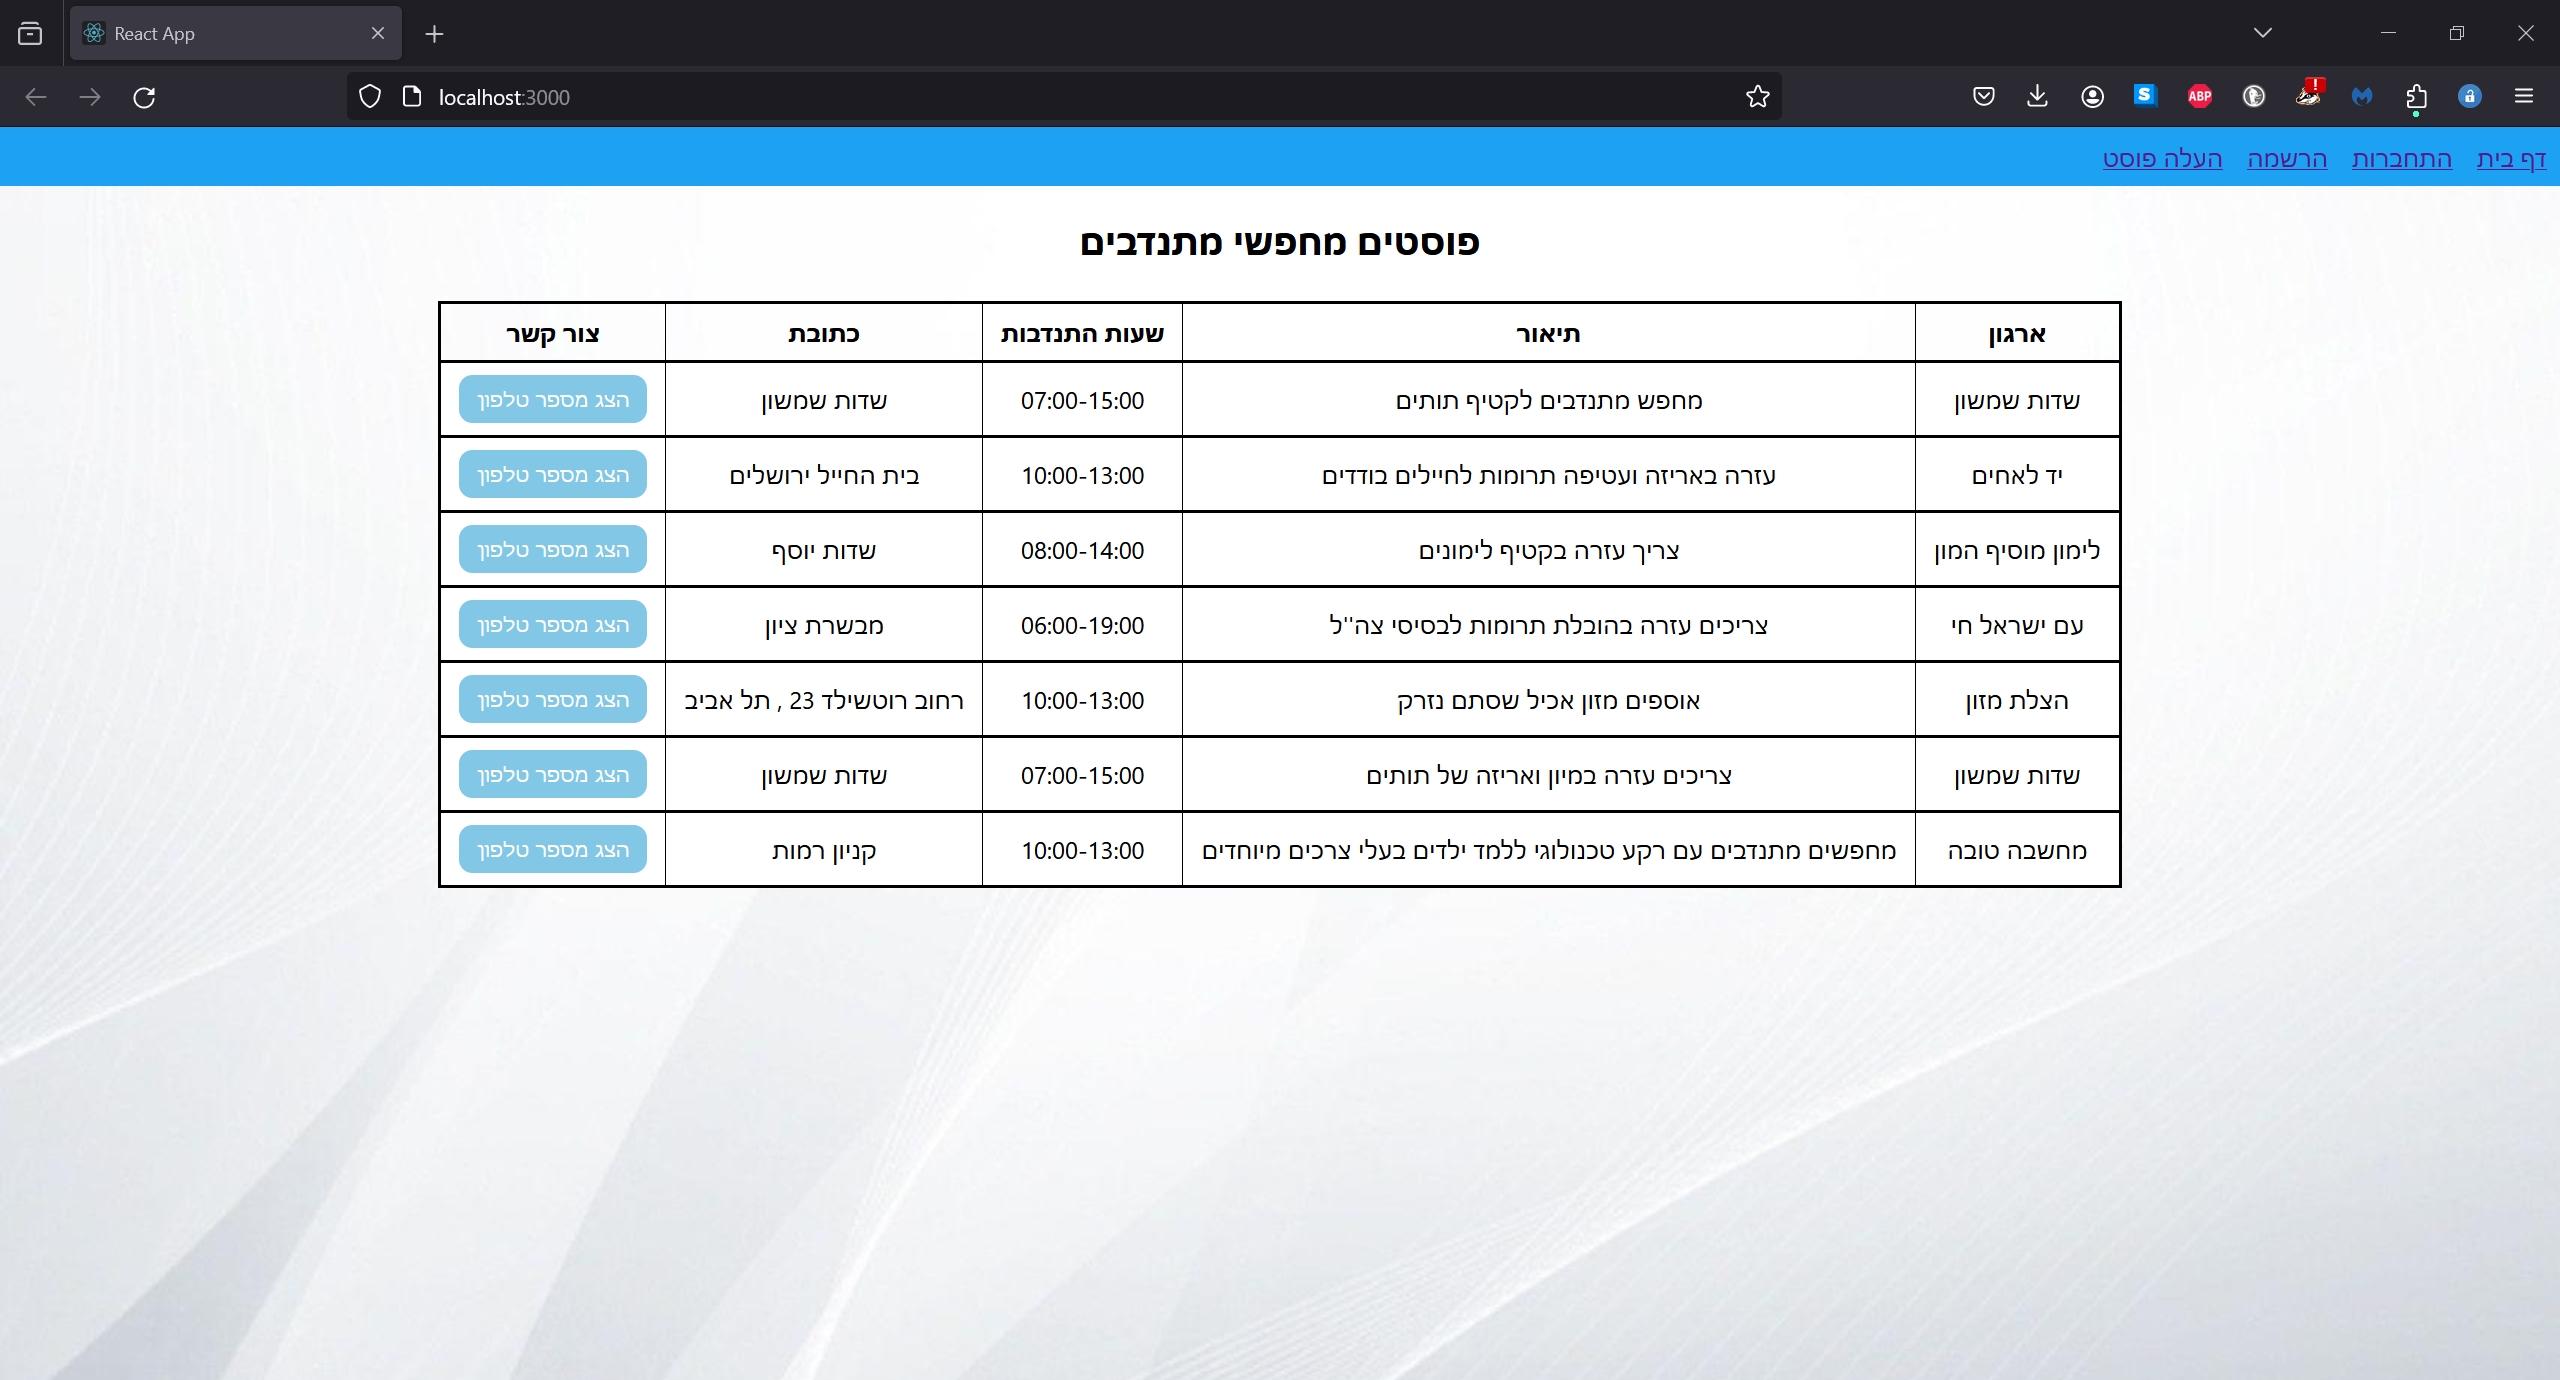 React App
localhost:3000
דף בית התחברות הרשמה העלה פוסט
פוסטים מחפשי מתנדבים
ארגון תיאור שעות התנדבות כתובת צור קשר
שדות שמשון מחפש מתנדבים לקטיף תותים 07:00-15:00 שדות שמשון הצג מספר טלפון
יד לאחים עזרה באריזה ועטיפה תרומות לחיילים בודדים 10:00-13:00 בית החייל ירושלים הצג מספר טלפון
לימון מוסיף המון צריך עזרה בקטיף לימונים 08:00-14:00 שדות יוסף הצג מספר טלפון
עם ישראל חי צריכים עזרה בהובלת תרומות לבסיסי צה''ל 06:00-19:00 מבשרת ציון הצג מספר טלפון
הצלת מזון אוספים מזון אכיל שסתם נזרק 10:00-13:00 רחוב רוטשילד 23 , תל אביב הצג מספר טלפון
שדות שמשון צריכים עזרה במיון ואריזה של תותים 07:00-15:00 שדות שמשון הצג מספר טלפון
מחשבה טובה מחפשים מתנדבים עם רקע טכנולוגי ללמד ילדים בעלי צרכים מיוחדים 10:00-13:00 קניון רמות הצג מספר טלפון